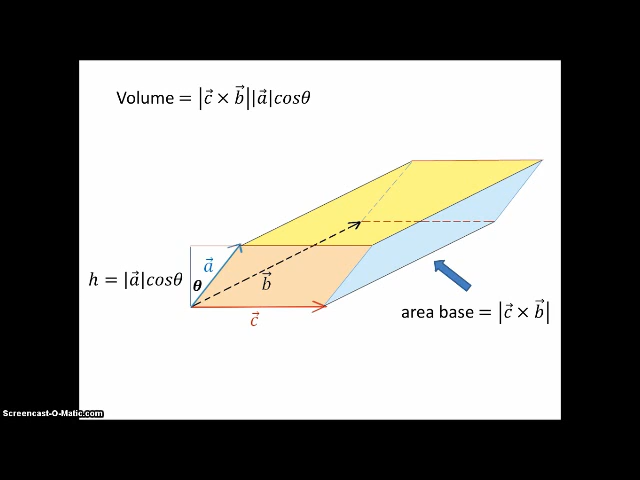 Volume = |c⃗ × b⃗||a⃗|cosθ
a⃗
h = |a⃗|cosθ
θ
b⃗
c⃗
area base = |c⃗ × b⃗|
Screencast-O-Matic.com